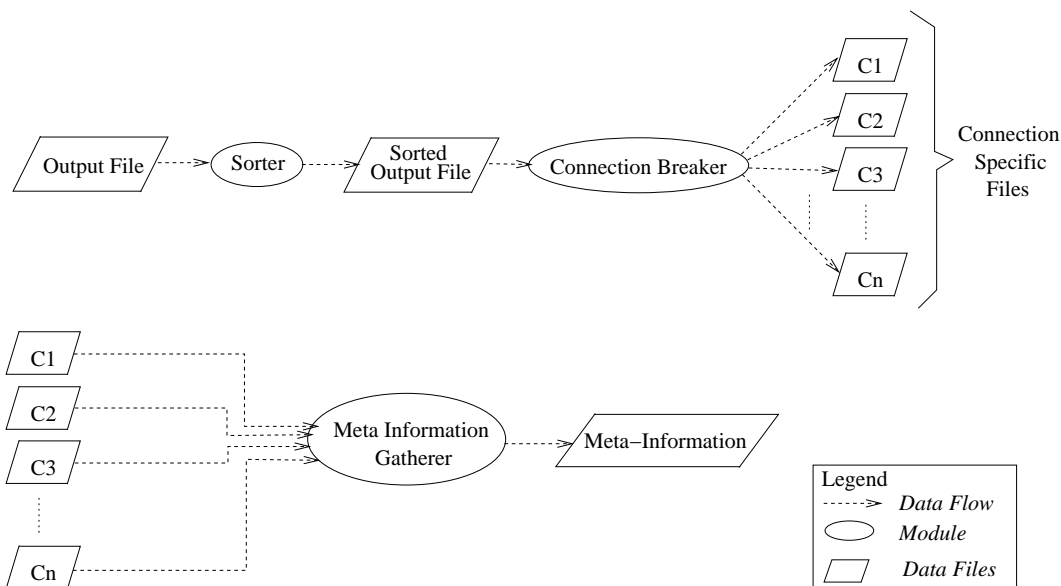 C1
C2
C3
Cn
Output File
Sorter
Sorted
Output File
Connection Breaker
Connection
Specific
Files
C1
C2
C3
Cn
Meta Information
Gatherer
Meta−Information
Legend
Data Flow
Module
Data Files